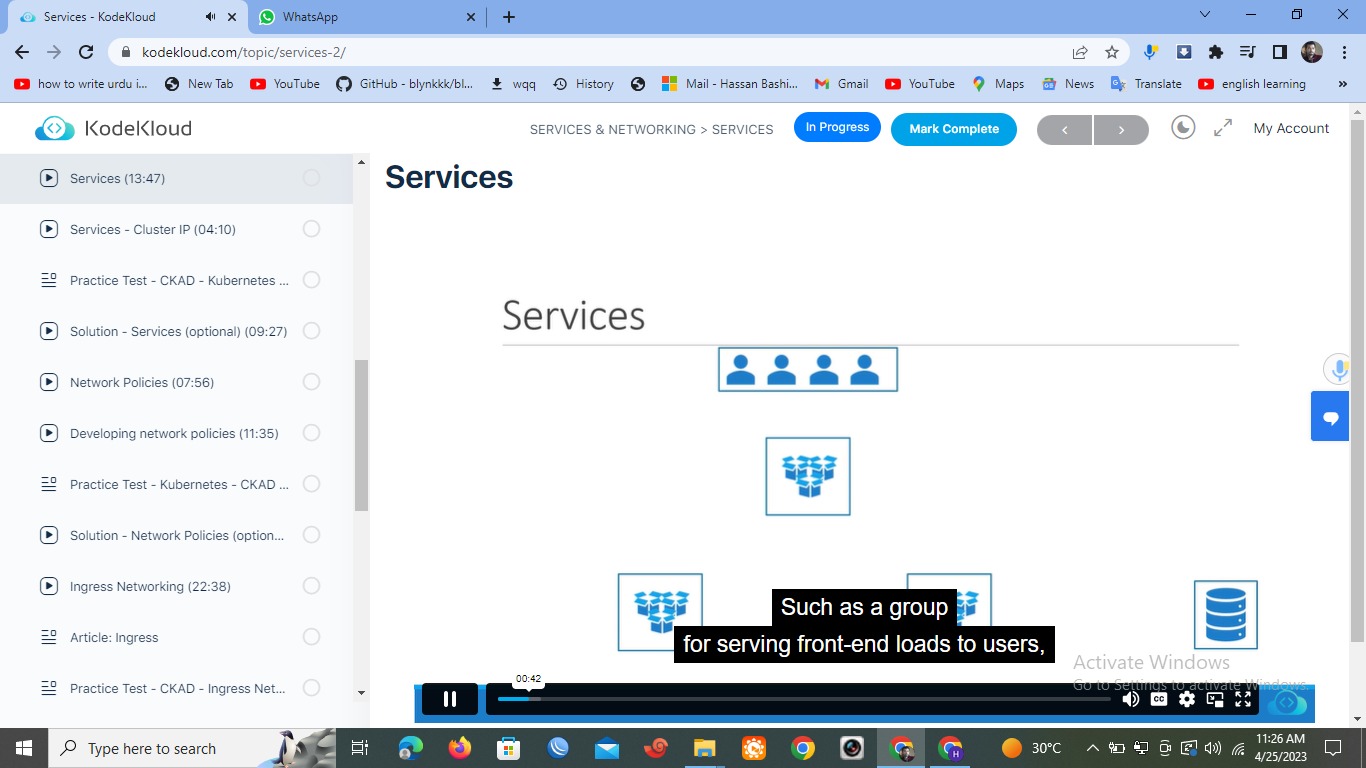 Services - KodeKloud
WhatsApp
kodekloud.com/topic/services-2/
how to write urdu i...
New Tab
YouTube
GitHub - blynkkk/bl...
wqq
History
Mail - Hassan Bashi...
Gmail
YouTube
Maps
News
Translate
english learning
»
KodeKloud
SERVICES & NETWORKING > SERVICES
In Progress
Mark Complete
<
>
My Account
Services (13:47)
Services - Cluster IP (04:10)
Practice Test - CKAD - Kubernetes ...
Solution - Services (optional) (09:27)
Network Policies (07:56)
Developing network policies (11:35)
Practice Test - Kubernetes - CKAD ...
Solution - Network Policies (option...
Ingress Networking (22:38)
Article: Ingress
Practice Test - CKAD - Ingress Net...
Services
Services
Such as a group
for serving front-end loads to users,
Activate Windows
Go to Settings to activate Windows.
00:42
CC
Type here to search
H
30°C
11:26 AM
4/25/2023